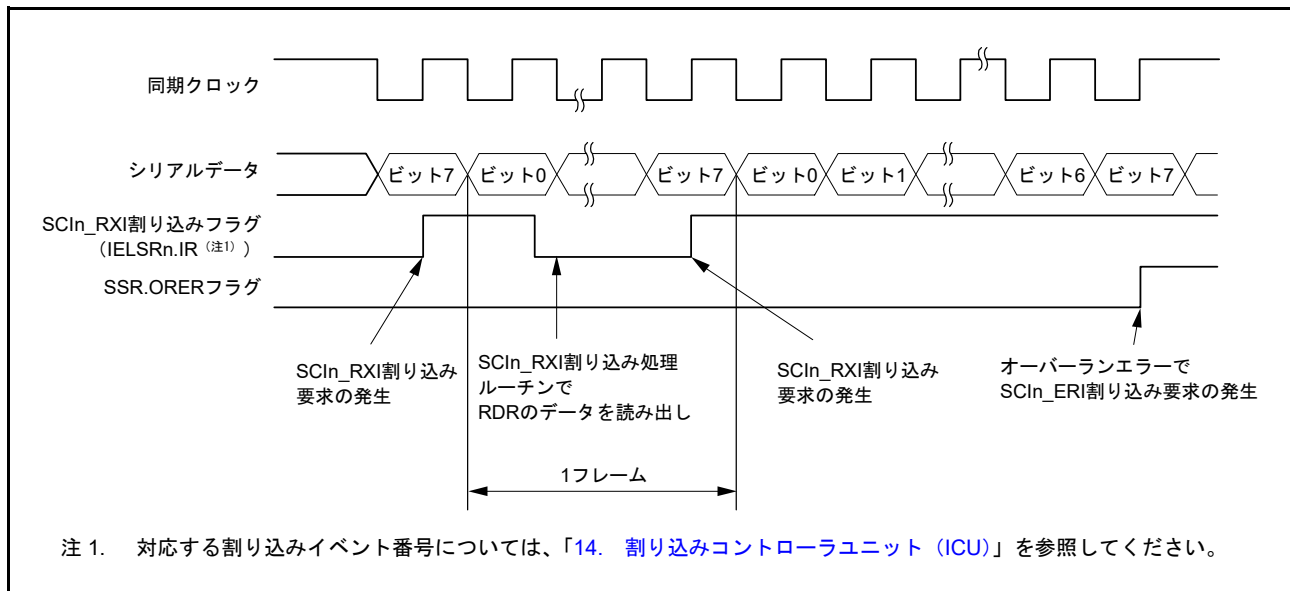 同期クロック
シリアルデータ
ビット7
ビット0
ビット7
ビット0
ビット1
ビット6
ビット7
SCIn_RXI割り込みフラグ
（IELSRn.IR（注1））
SSR.ORERフラグ
SCIn_RXI割り込み
要求の発生
SCIn_RXI割り込み処理
ルーチンで
RDRのデータを読み出し
SCIn_RXI割り込み
要求の発生
オーバーランエラーで
SCIn_ERI割り込み要求の発生
1フレーム
注 1. 対応する割り込みイベント番号については、「14. 割り込みコントローラユニット（ICU）」を参照してください。